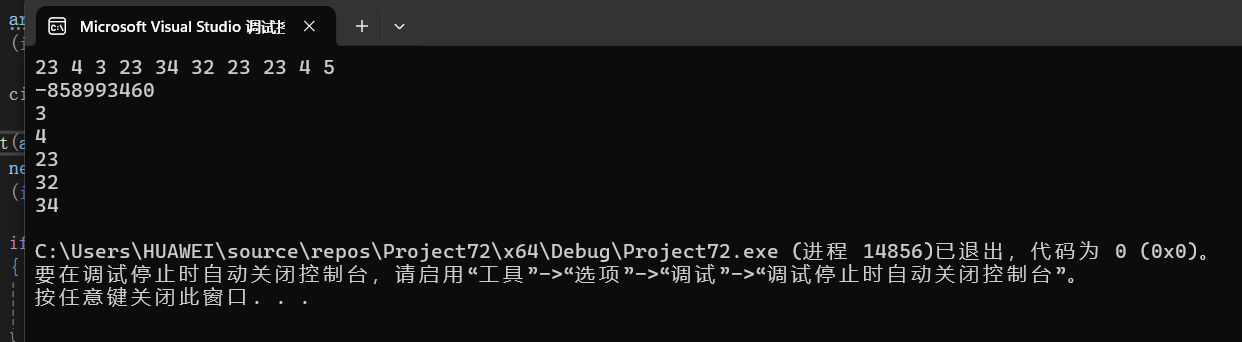 Microsoft Visual Studio 调试
23 4 3 23 34 32 23 23 4 5
-858993460
3
4
23
32
34
C:\Users\HUAWEI\source\repos\Project72\x64\Debug\Project72.exe (进程 14856)已退出，代码为 0 (0x0)。
要在调试停止时自动关闭控制台，请启用“工具”->“选项”->“调试”->“调试停止时自动关闭控制台”。
按任意键关闭此窗口. . .